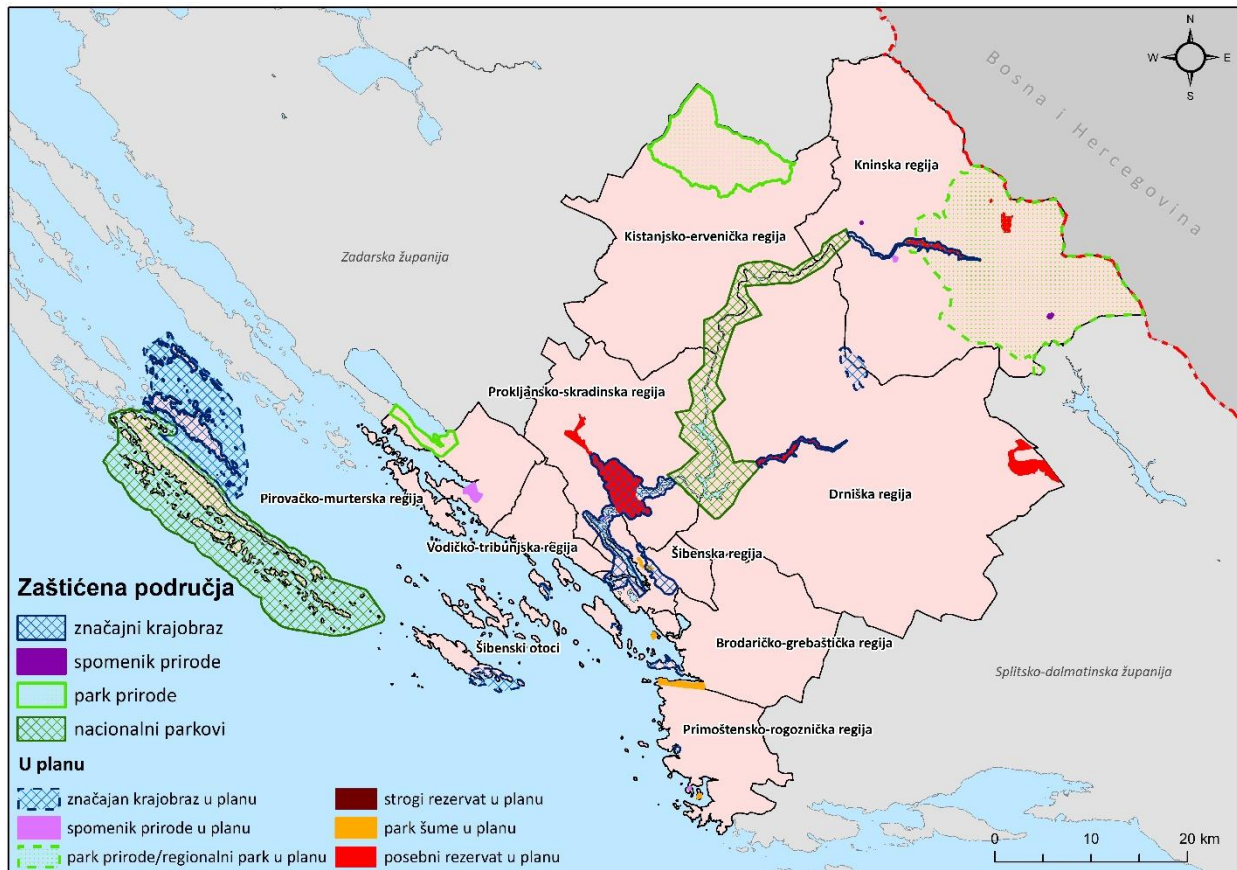 N
W E
S
Bosna i Hercegovina
Kninska regija
Kistanjsko-ervenička regija
Zadarska županija
Prokljansko-skradinska regija
Pirovačko-murterska regija
Drniška regija
Vodičko-tribunjska regija
Šibenska regija
Šibenski otoci
Brodaričko-grebaštička regija
Splitsko-dalmatinska županija
Primoštensko-rogoznička regija
Zaštićena područja
značajni krajobraz
spomenik prirode
park prirode
nacionalni parkovi
U planu
značajan krajobraz u planu
spomenik prirode u planu
park prirode/regionalni park u planu
strogi rezervat u planu
park šume u planu
posebni rezervat u planu
0 10 20 km